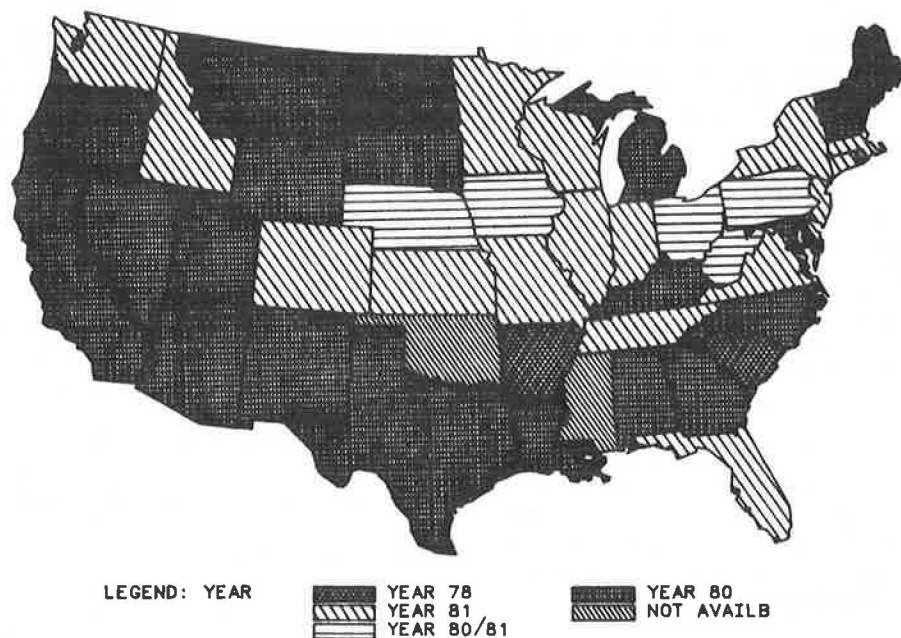 LEGEND: YEAR
YEAR 78
YEAR 81
YEAR 80/81
YEAR 80
NOT AVAILB